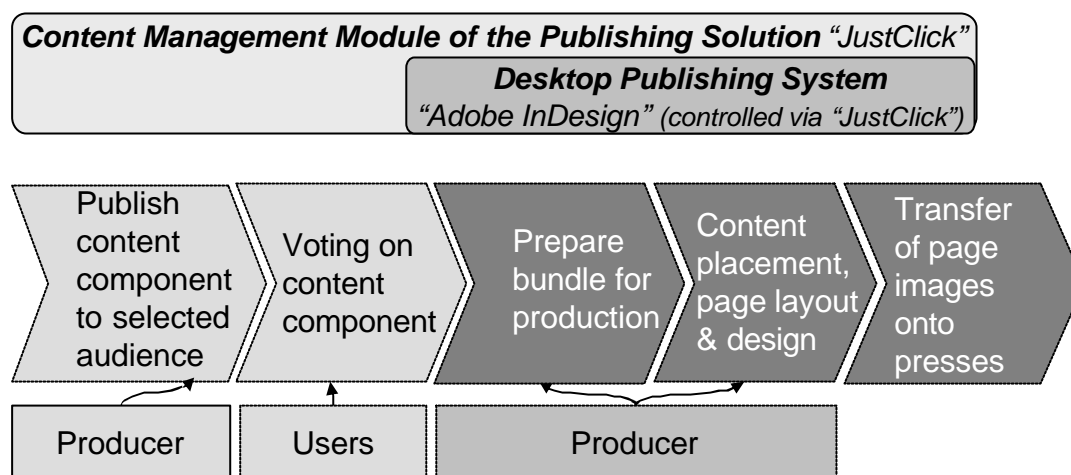 Content Management Module of the Publishing Solution “JustClick”
Desktop Publishing System
“Adobe InDesign” (controlled via “JustClick”)
Publish
content
component
to selected
audience
Voting on
content
component
Prepare
bundle for
production
Content
placement,
page layout
& design
Transfer
of page
images
onto
presses
Producer
Users
Producer